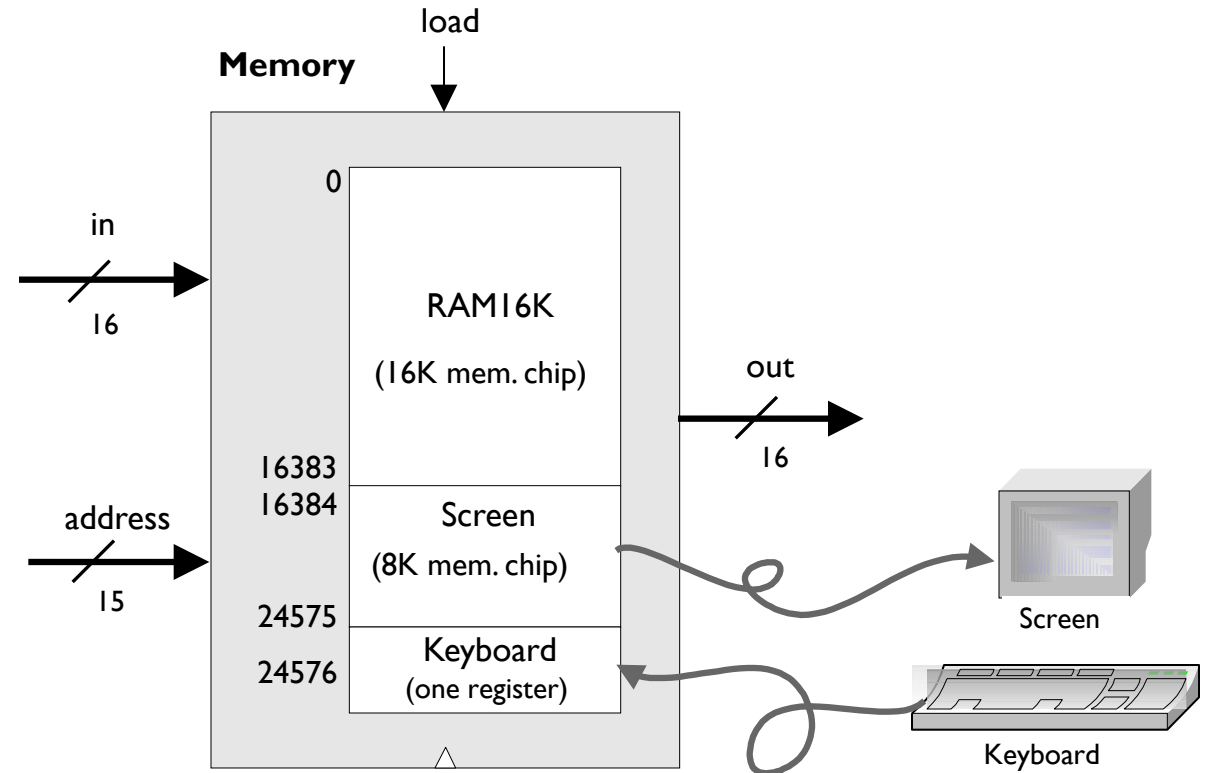 load
Memory
0
in
16
RAM16K
(16K mem. chip)
out
16
16383
16384
Screen
(8K mem. chip)
address
15
24575
24576
Keyboard
(one register)
Screen
Keyboard